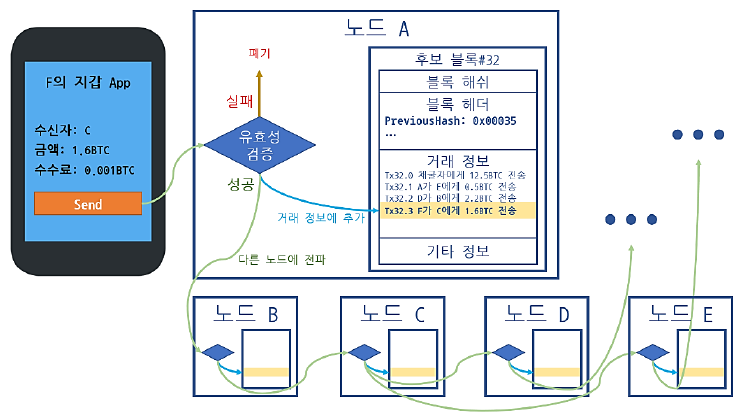 노드 A
F의 지갑 App
수신자: C
금액: 1.6BTC
수수료: 0.001BTC
Send
폐기
실패
유효성
검증
성공
거래 정보에 추가
다른 노드에 전파
후보 블록#32
블록 해쉬
블록 헤더
PreviousHash: 0x00035
...
거래 정보
Tx32.0 채굴자에게 12.5BTC 전송
Tx32.1 A가 F에게 0.5BTC 전송
Tx32.2 D가 B에게 2.2BTC 전송
Tx32.3 F가 C에게 1.6BTC 전송
기타 정보
노드 B
노드 C
노드 D
노드 E